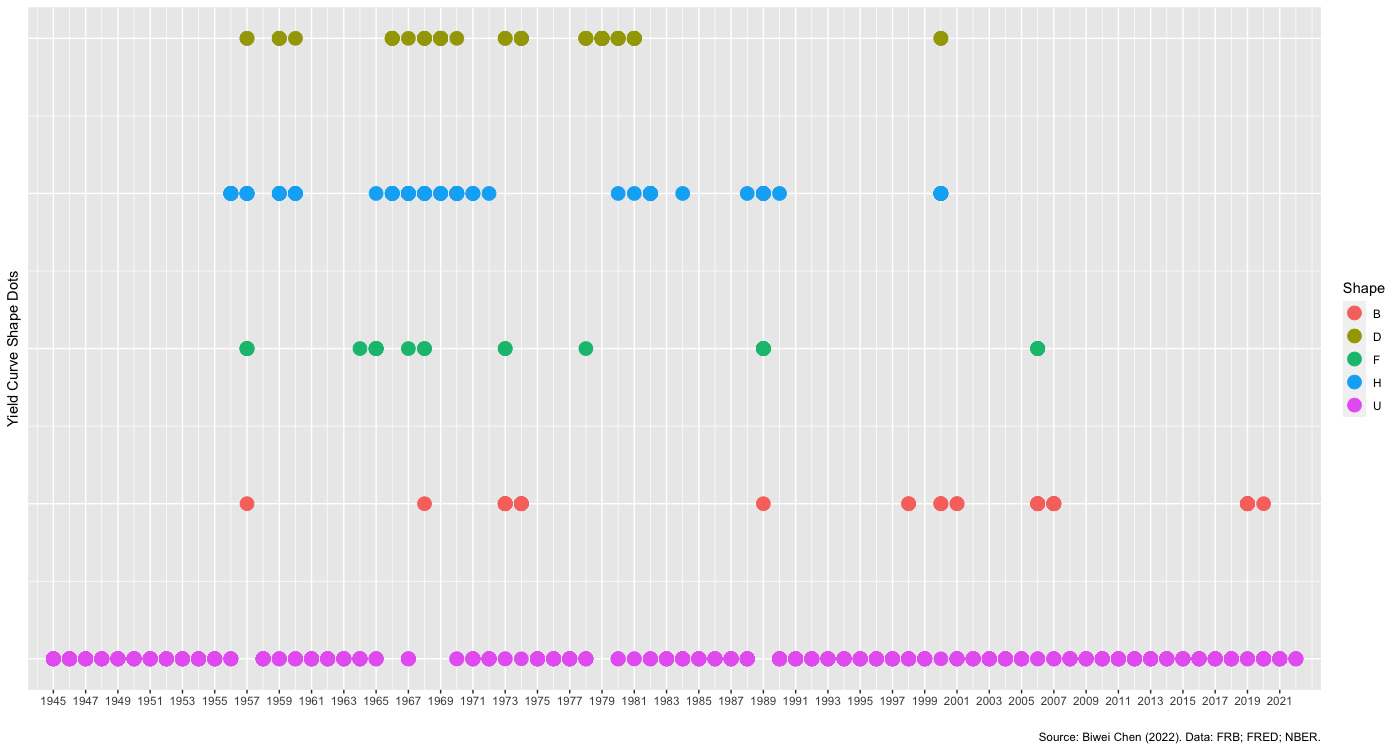 Yield Curve Shape Dots
Shape
B
D
F
H
U
1945 1947 1949 1951 1953 1955 1957 1959 1961 1963 1965 1967 1969 1971 1973 1975 1977 1979 1981 1983 1985 1987 1989 1991 1993 1995 1997 1999 2001 2003 2005 2007 2009 2011 2013 2015 2017 2019 2021
Source: Biwei Chen (2022). Data: FRB; FRED; NBER.